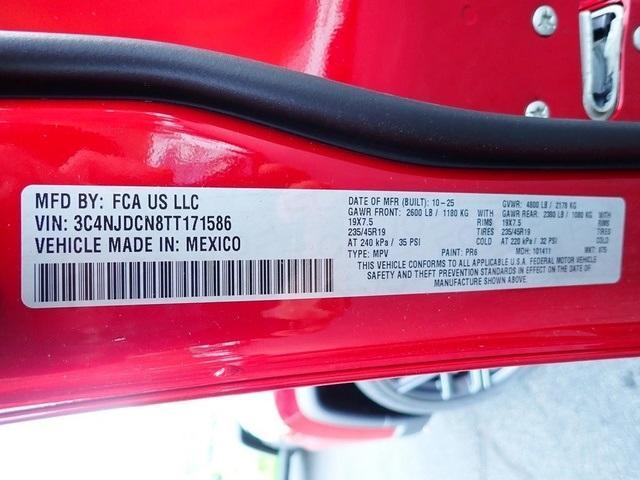 MFD BY: FCA US LLC
VIN: 3C4NJDCN8TT171586
VEHICLE MADE IN: MEXICO
DATE OF MFR (BUILT): 10-25 GVWR: 4800 LB / 2178 KG
GAWR FRONT: 2600 LB / 1180 KG WITH GAWR REAR: 2380 LB / 1080 KG WITH
19X7.5 RIMS 19X7.5 RIMS
235/45R19 TIRES 235/45R19 TIRES
AT 240 kPa / 35 PSI COLD AT 220 kPa / 32 PSI COLD
TYPE: MPV PAINT: PR6 MDH: 101411
THIS VEHICLE CONFORMS TO ALL APPLICABLE U.S.A. FEDERAL MOTOR VEHICLE
SAFETY AND THEFT PREVENTION STANDARDS IN EFFECT ON THE DATE OF
MANUFACTURE SHOWN ABOVE.